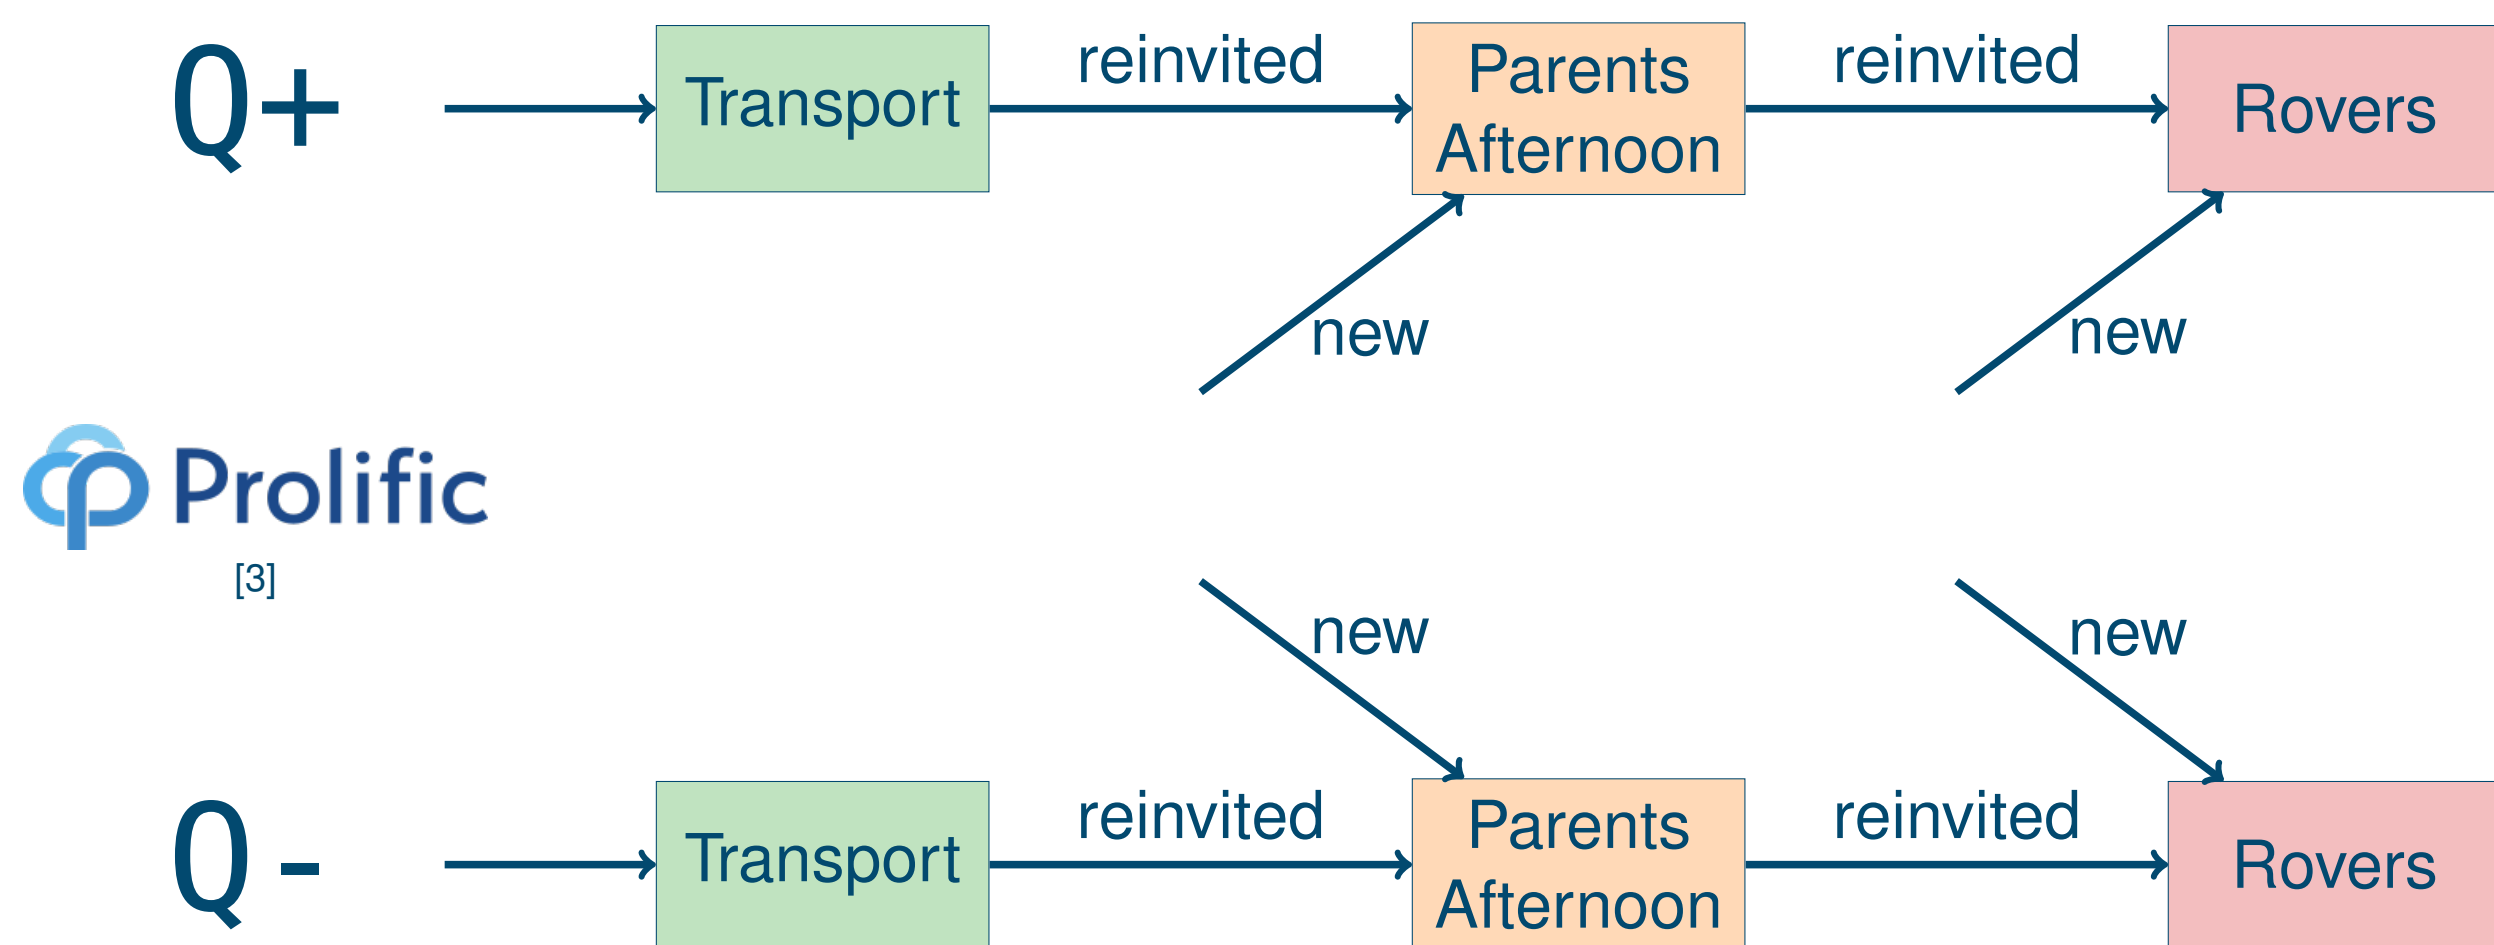 Q+
Transport
reinvited
Parents
Afternoon
reinvited
Rovers
new
new
Prolific
[3]
new
new
Q-
Transport
reinvited
Parents
Afternoon
reinvited
Rovers